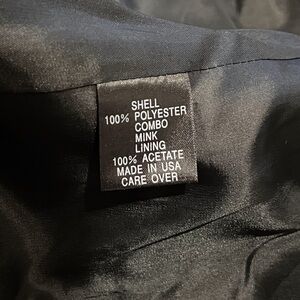 SHELL
100% POLYESTER
COMBO
MINK
LINING
100% ACETATE
MADE IN USA
CARE OVER